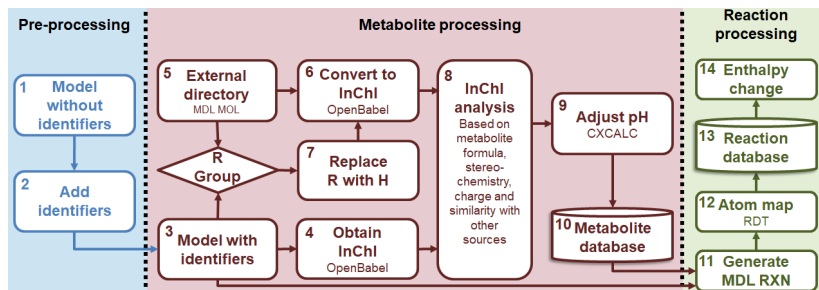 Pre-processing
Metabolite processing
Reaction
processing
1
Model
without
identifiers
2
Add
identifiers
5
External
directory
MDL MOL
6
Convert to
InChI
OpenBabel
R
Group
7
Replace
R with H
3
Model with
identifiers
4
Obtain
InChI
OpenBabel
8
InChI
analysis
Based on
metabolite
formula,
stereo-
chemistry,
charge and
similarity with
other
sources
9
Adjust pH
CXCALC
10
Metabolite
database
14
Enthalpy
change
13
Reaction
database
12
Atom map
RDT
11
Generate
MDL RXN